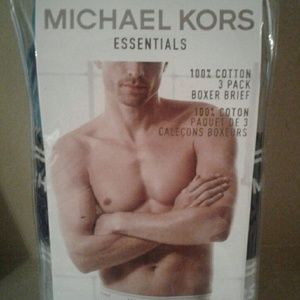 MICHAEL KORS
ESSENTIALS
100% COTTON
3 PACK
BOXER BRIEF
100% COTON
PAQUET DE 3
CALEÇONS BOXEURS